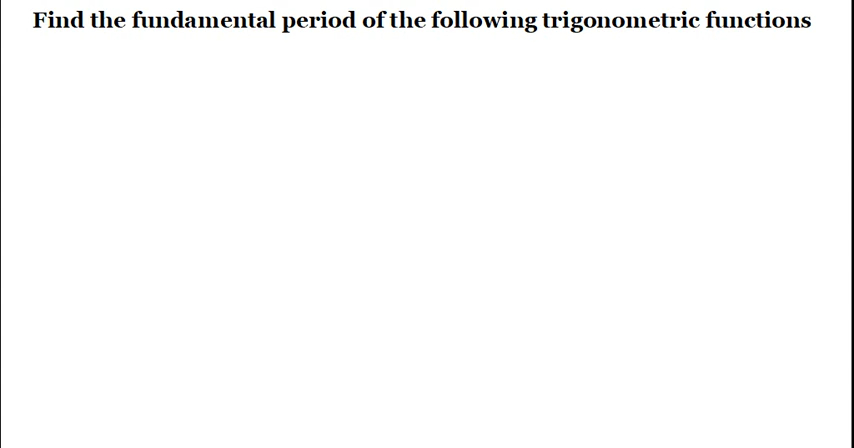 Find the fundamental period of the following trigonometric functions